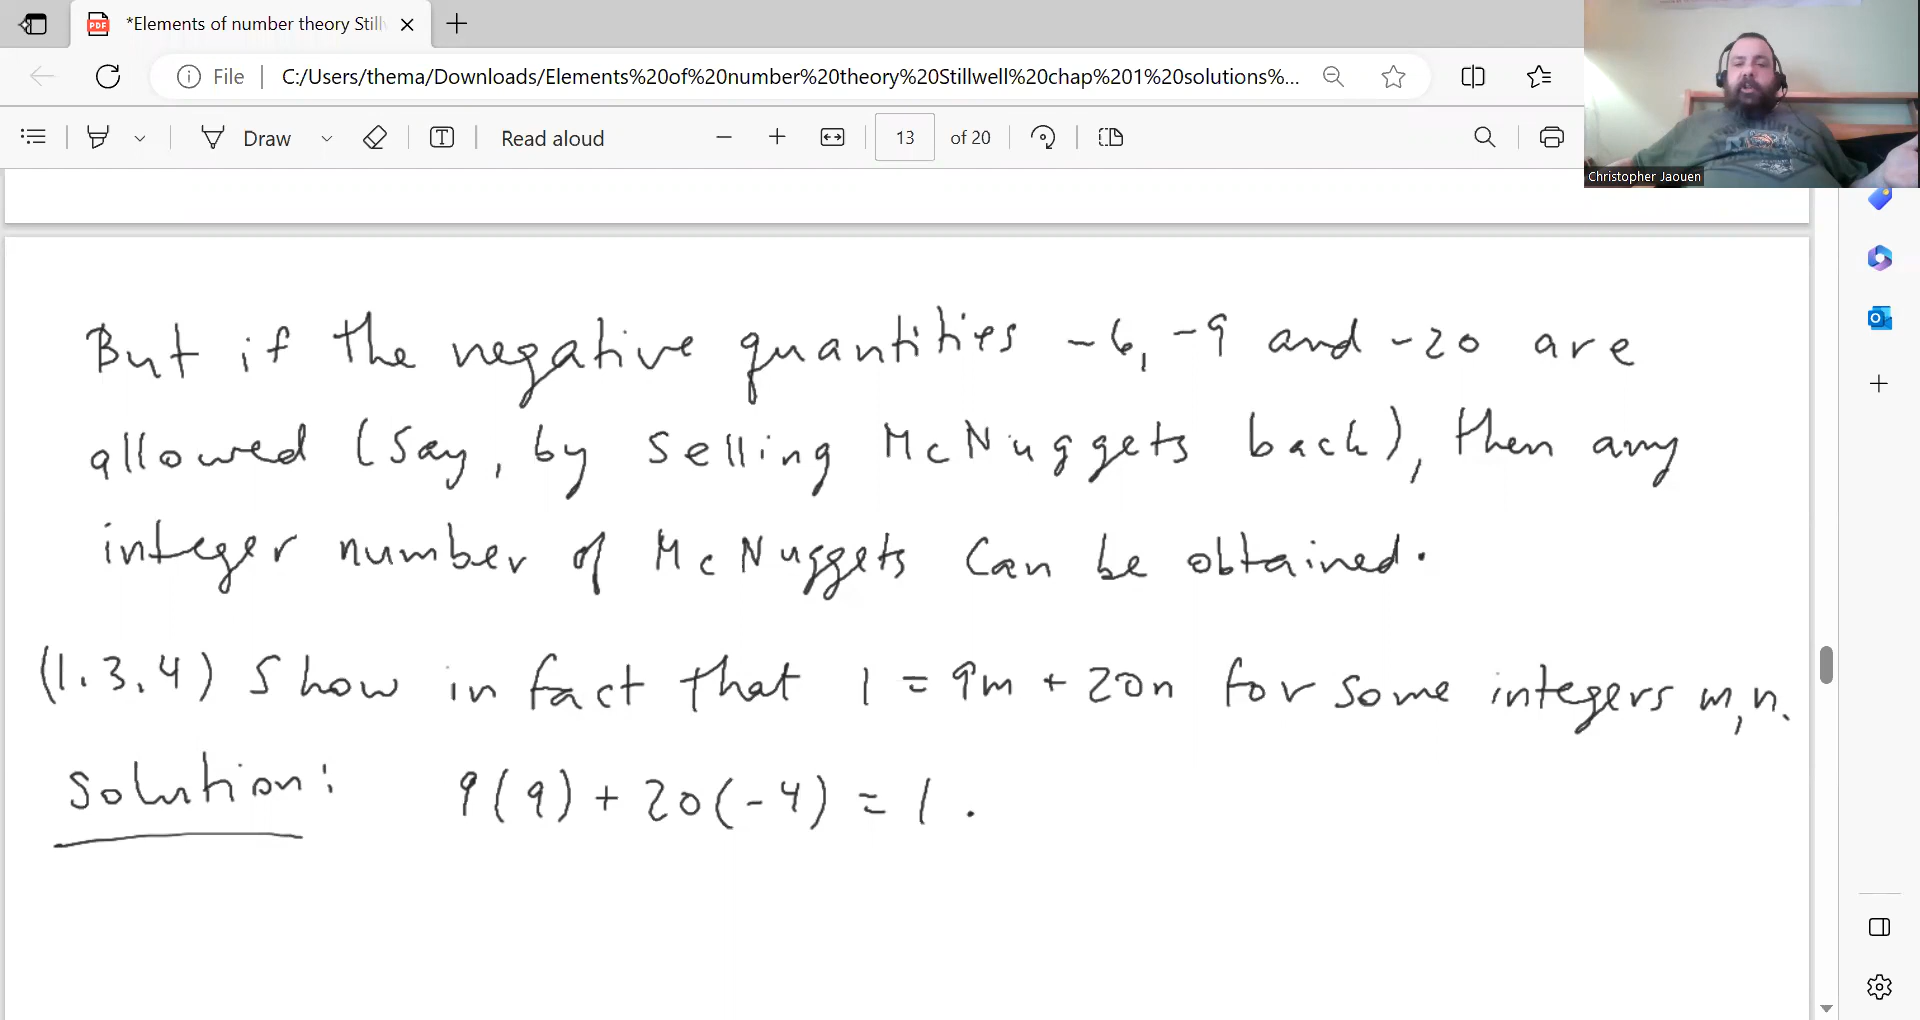 *Elements of number theory Still
File
C:/Users/thema/Downloads/Elements%20of%20number%20theory%20Stillwell%20chap%201%20solutions%...
Draw
Read aloud
13 of 20
Christopher Jaouen
But if the negative quantities -6, -9 and -20 are
allowed (say, by selling McNuggets back), then any
integer number of McNuggets can be obtained.
(1.3.4) Show in fact that 1 = 9m + 20n for some integers m,n.
Solution: 9(9) + 20(-4) = 1.